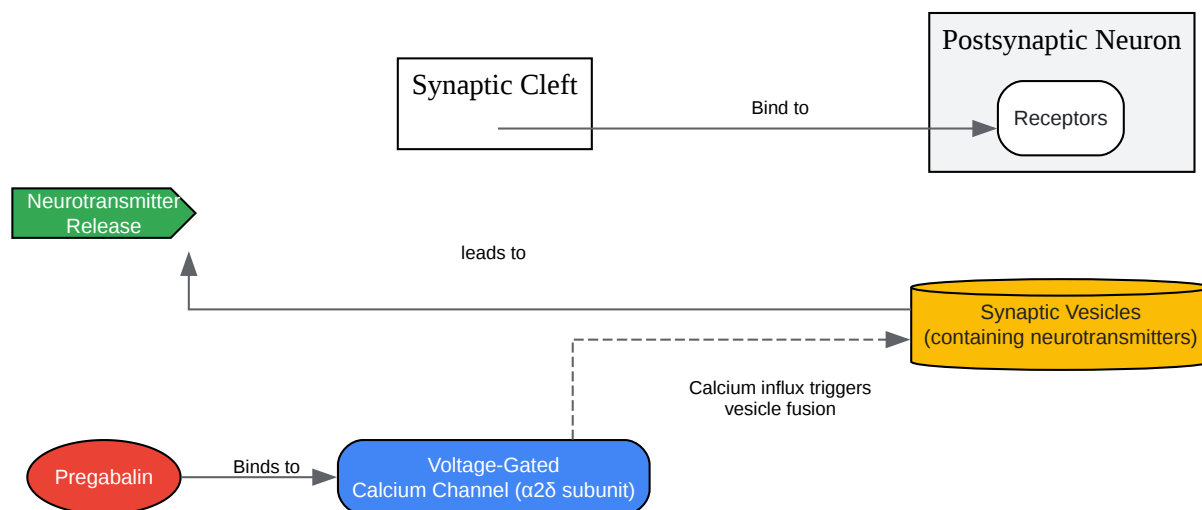 Postsynaptic Neuron
Synaptic Cleft
Bind to
Receptors
Neurotransmitter
Release
leads to
Synaptic Vesicles
(containing neurotransmitters)
Calcium influx triggers
vesicle fusion
Pregabalin
Binds to
Voltage-Gated
Calcium Channel (α2δ subunit)